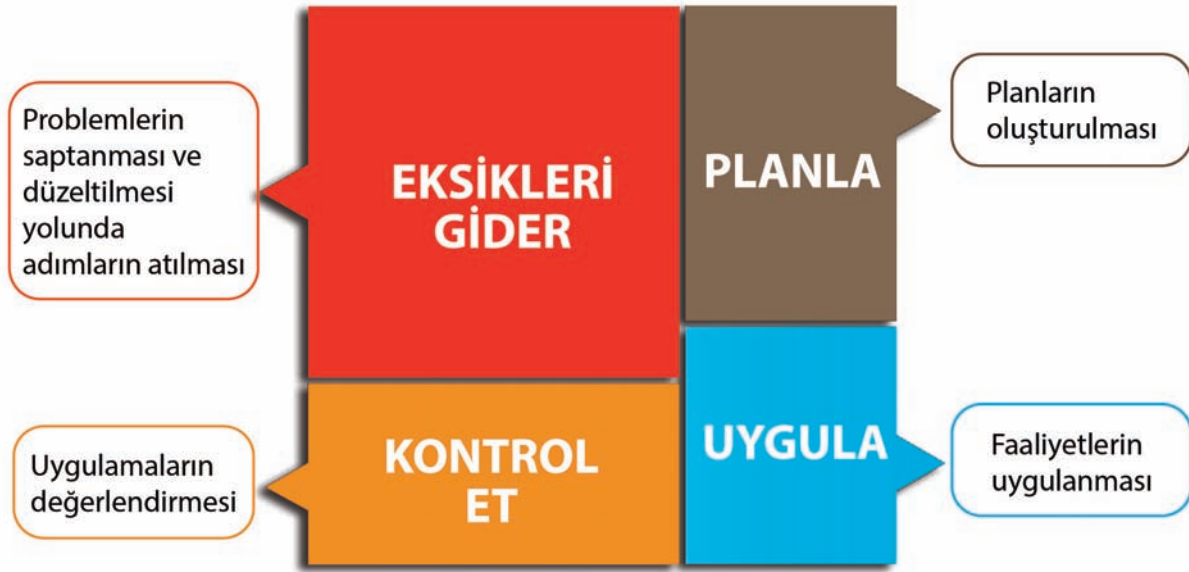 Problemlerin
saptanması ve
düzeltilmesi
yolunda
adımların atılması
EKSİKLERİ
GİDER
PLANLA
Planların
oluşturulması
Uygulamaların
değerlendirmesi
KONTROL
ET
UYGULA
Faaliyetlerin
uygulanması